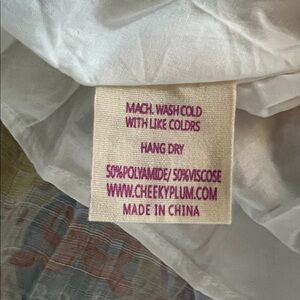 MACH. WASH COLD
WITH LIKE COLORS
HANG DRY
50%POLYAMIDE/ 50%VISCOSE
WWW.CHEEKYPLUM.COM
MADE IN CHINA